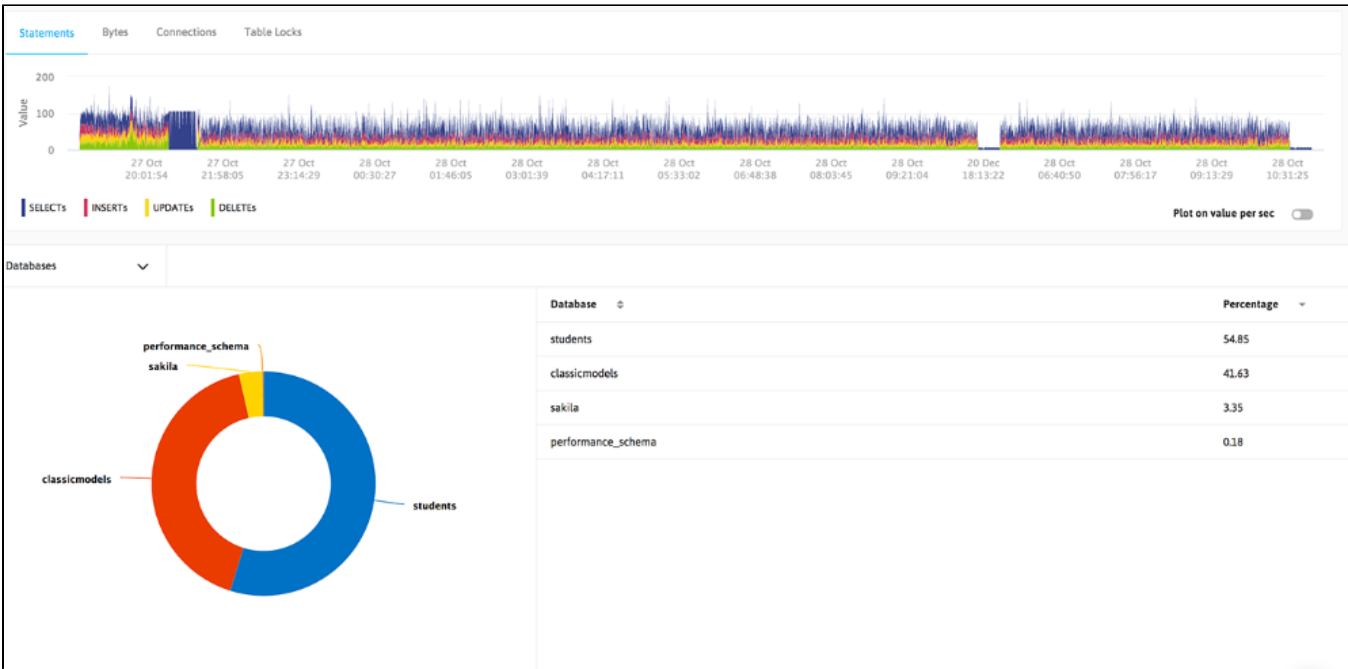 Statements Bytes Connections Table Locks
200
Value
100
0
27 Oct 27 Oct 27 Oct 28 Oct 28 Oct 28 Oct 28 Oct 28 Oct 28 Oct 28 Oct 28 Oct 20 Dec 28 Oct 28 Oct 28 Oct 28 Oct
20:01:54 21:58:05 23:14:29 00:30:27 01:46:05 03:01:39 04:17:11 05:33:02 06:48:38 08:03:45 09:21:04 18:13:22 06:40:50 07:56:17 09:13:29 10:31:25
SELECTs INSERTs UPDATEs DELETEs
Plot on value per sec
Databases
performance_schema
sakila
classicmodels
students
Database Percentage
students 54.85
classicmodels 41.63
sakila 3.35
performance_schema 0.18